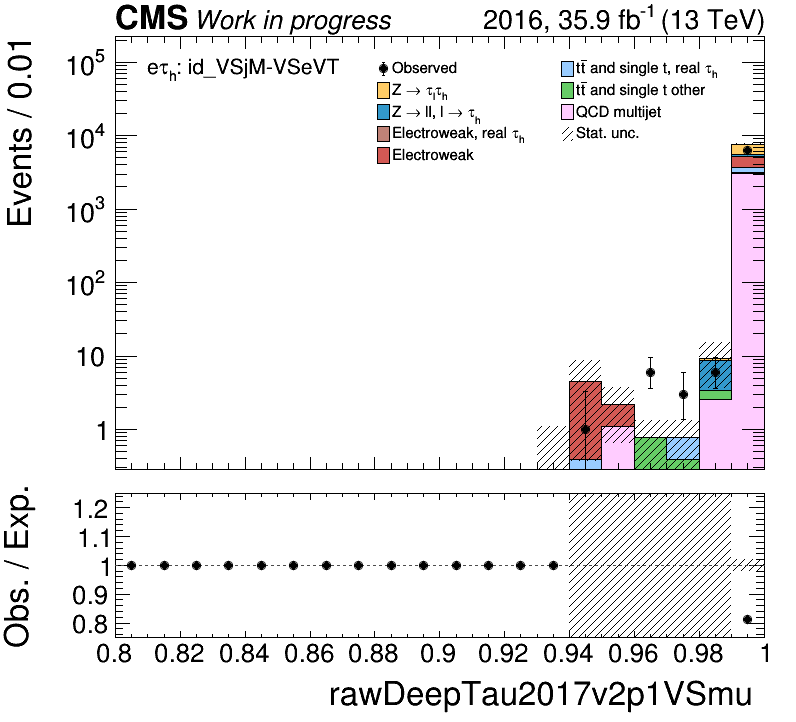 CMS Work in progress 2016, 35.9 fb⁻¹ (13 TeV)
Events / 0.01
10⁵
10⁴
10³
10²
10
1
eτₕ: id_VSjM-VSeVT
Observed
Z → τₗτₕ
Z → ll, l → τₕ
Electroweak, real τₕ
Electroweak
tt̄ and single t, real τₕ
tt̄ and single t other
QCD multijet
Stat. unc.
Obs. / Exp.
1.2
1.1
1
0.9
0.8
0.8 0.82 0.84 0.86 0.88 0.9 0.92 0.94 0.96 0.98 1
rawDeepTau2017v2p1VSmu